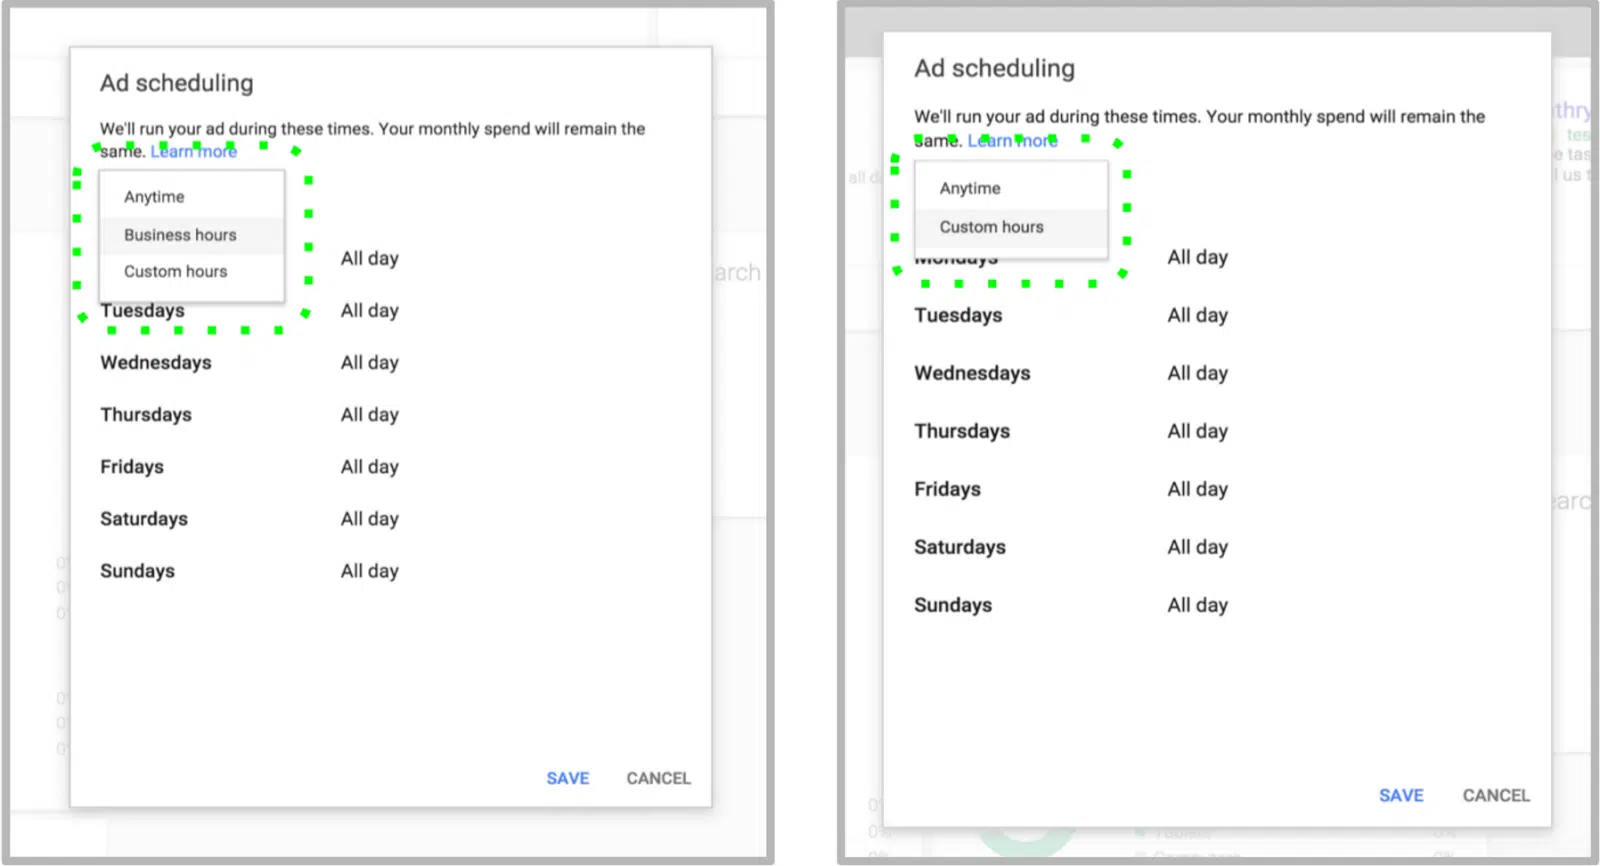 Ad scheduling
We'll run your ad during these times. Your monthly spend will remain the
same. Learn more
Anytime
Business hours
Custom hours
All day
Tuesdays All day
Wednesdays All day
Thursdays All day
Fridays All day
Saturdays All day
Sundays All day
SAVE CANCEL
arch
Ad scheduling
We'll run your ad during these times. Your monthly spend will remain the
same. Learn more
Anytime
Custom hours
Mondays All day
Tuesdays All day
Wednesdays All day
Thursdays All day
Fridays All day
Saturdays All day
Sundays All day
SAVE CANCEL